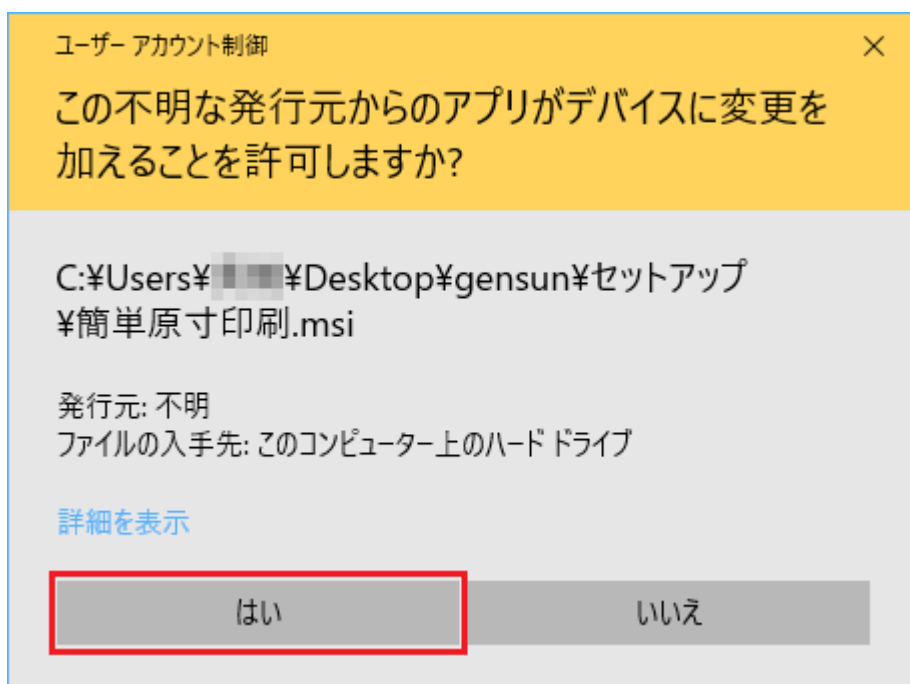 ユーザー アカウント制御
この不明な発行元からのアプリがデバイスに変更を
加えることを許可しますか?
C:¥Users¥ ¥Desktop¥gensun¥セットアップ
¥簡単原寸印刷.msi
発行元: 不明
ファイルの入手先: このコンピューター上のハード ドライブ
詳細を表示
はい
いいえ